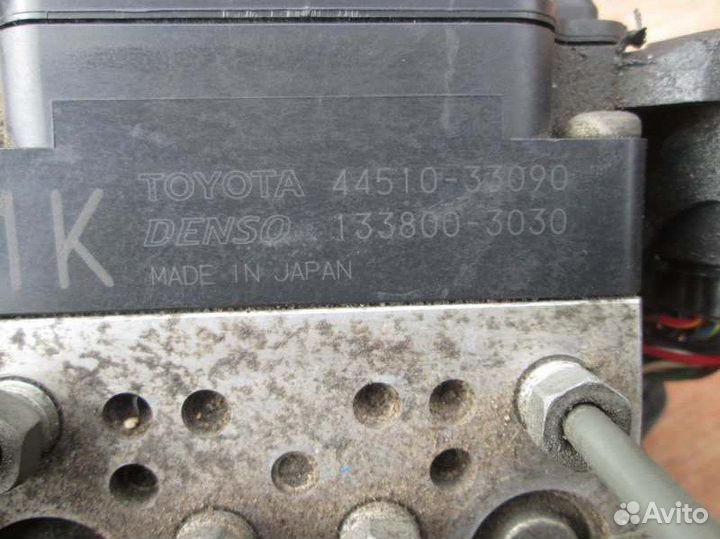 TOYOTA 44510-33090
DENSO 133800-3030
MADE IN JAPAN
1K
Avito